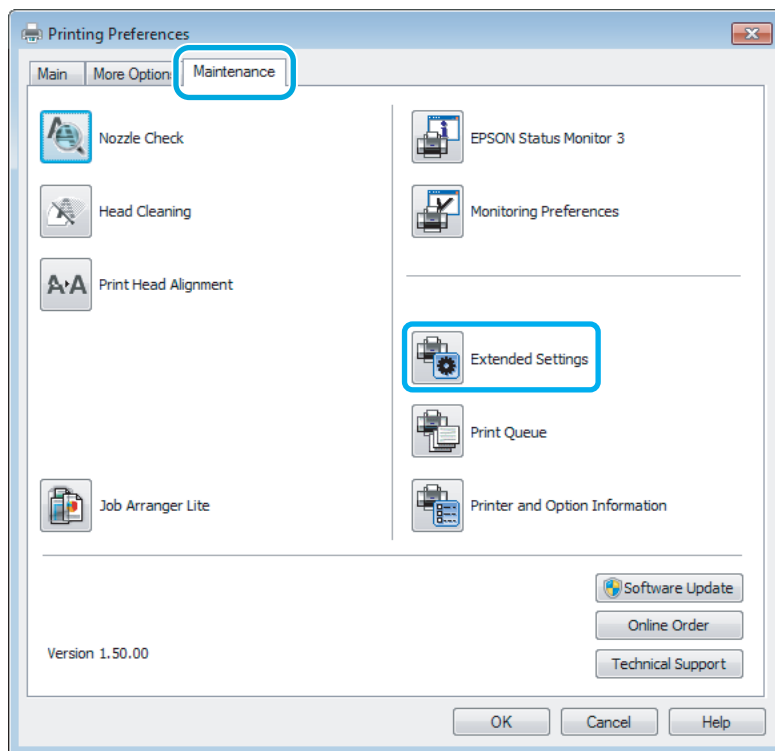 Printing Preferences
Main
More Option
Maintenance
Nozzle Check
Head Cleaning
A A
Print Head Alignment
Job Arranger Lite
EPSON Status Monitor 3
Monitoring Preferences
Extended Settings
Print Queue
Printer and Option Information
Software Update
Online Order
Technical Support
Version 1.50.00
OK
Cancel
Help